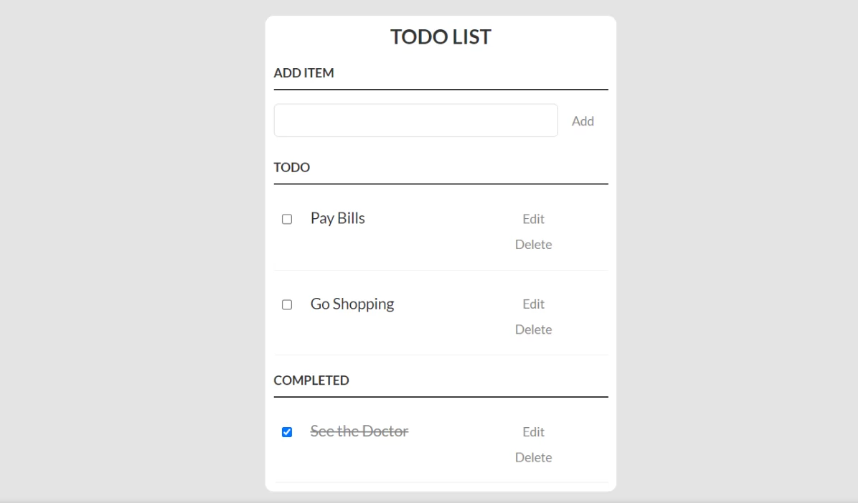 TODO LIST
ADD ITEM
Add
TODO
Pay Bills
Edit
Delete
Go Shopping
Edit
Delete
COMPLETED
See the Doctor
Edit
Delete